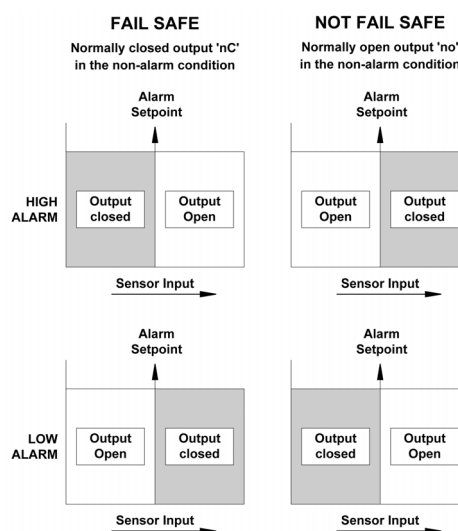 FAIL SAFE
Normally closed output 'nC'
in the non-alarm condition
NOT FAIL SAFE
Normally open output 'no'
in the non-alarm condition
Alarm
Setpoint
HIGH
ALARM
Output
closed
Output
Open
Sensor Input
Alarm
Setpoint
Output
Open
Output
closed
Sensor Input
Alarm
Setpoint
LOW
ALARM
Output
Open
Output
closed
Sensor Input
Alarm
Setpoint
Output
closed
Output
Open
Sensor Input